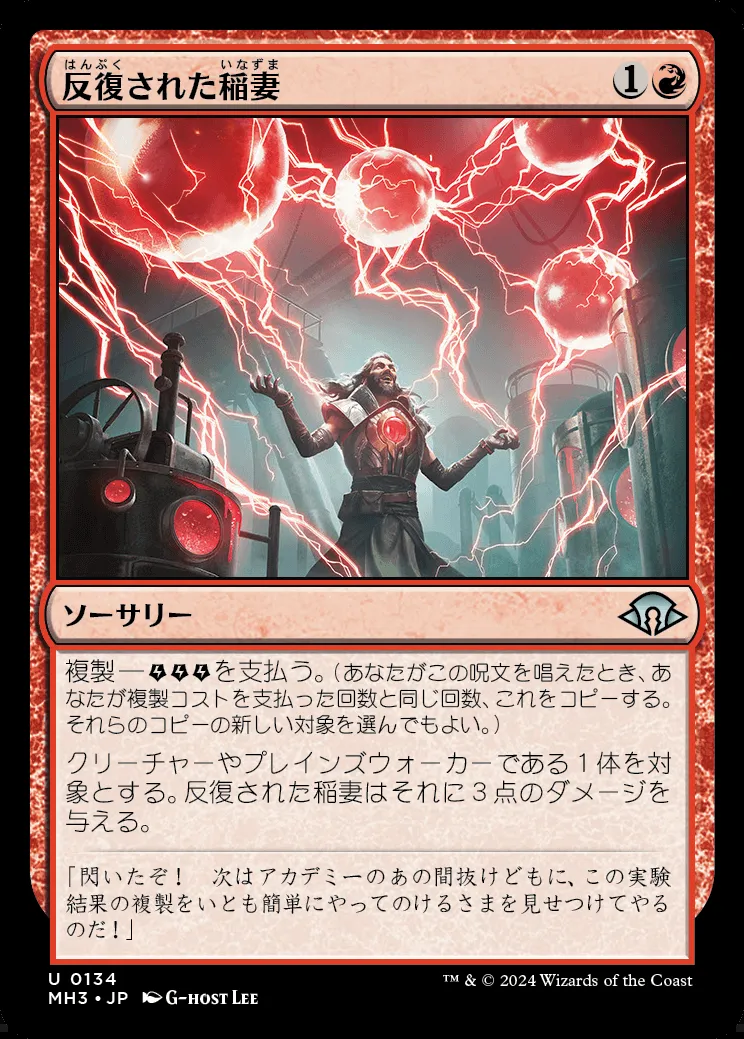 はんぷく いなずま
反復された稲妻 1
ソーサリー
複製―を支払う。（あなたがこの呪文を唱えたとき、あ
なたが複製コストを支払った回数と同じ回数、これをコピーする。
それらのコピーの新しい対象を選んでもよい。）
クリーチャーやプレインズウォーカーである１体を対
象とする。反復された稲妻はそれに３点のダメージを
与える。
「閃いたぞ！　次はアカデミーのあの間抜けどもに、この実験
結果の複製をいとも簡単にやってのけるさまを見せつけてやる
のだ！」
U 0134
MH3 • JP G-host Lee
™ & © 2024 Wizards of the Coast